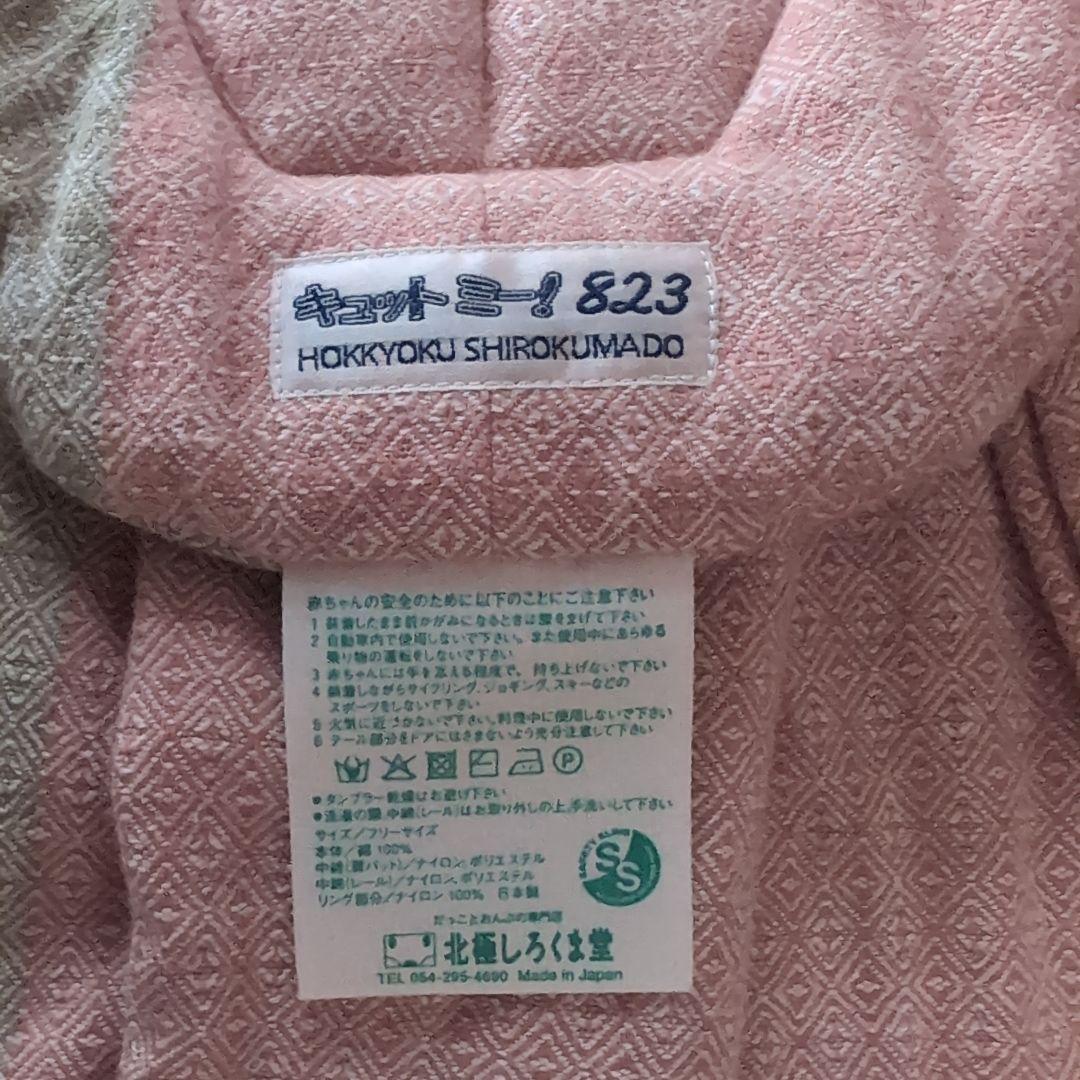 キュット ミー! 823
HOKKYOKU SHIROKUMADO
赤ちゃんの安全のために以下のことにご注意下さい
1 装着したまま前かがみになるときは膝をまげて下さい
2 自動車内で使用しないで下さい。また使用中にあらゆる
乗り物の運転をしないで下さい
3 赤ちゃんには手を添える程度で、持ち上げないで下さい
4 装着しながらサイクリング、ジョギング、スキーなどの
スポーツをしないで下さい
5 火気に近づかないで下さい。料理中に使用しないで下さい
6 テール部分をドアにはさまないよう充分注意して下さい
P
●タンブラー乾燥はお避け下さい
●洗濯の際、中綿(レール)はお取り外しの上、手洗いして下さい
サイズ/フリーサイズ
本体/綿 100%
中綿(肩パット)/ナイロン、ポリエステル
中綿(レール)/ナイロン、ポリエステル
リング部分/ナイロン 100% 日本製
SAFETY SLING
SS
だっことおんぶの専門店
北極しろくま堂
TEL 054-295-4690 Made in Japan